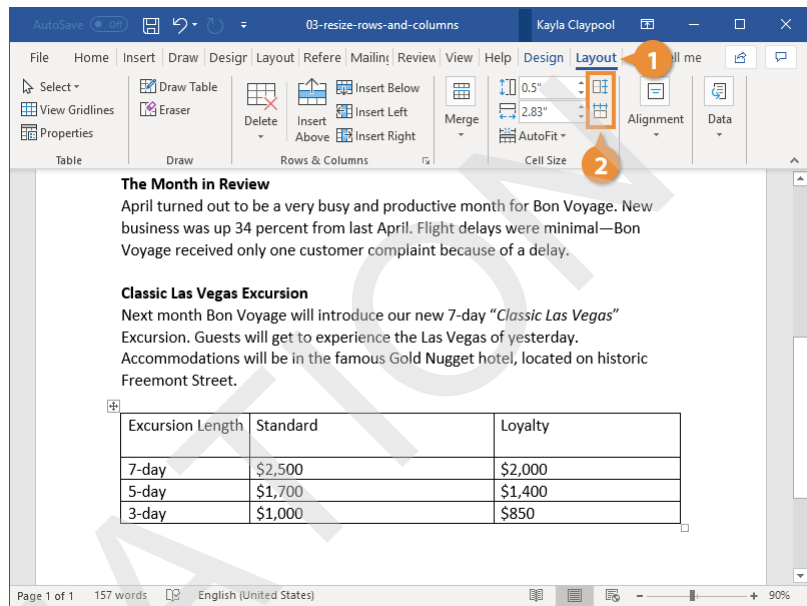 AutoSave Off 03-resize-rows-and-columns Kayla Claypool
File Home Insert Draw Desigr Layout Refere Mailing Review View Help Design Layout 1 ll me
Select Draw Table Insert Below 0.5"
View Gridlines Eraser Delete Insert Above Insert Left Merge 2.83" Alignment Data
Properties Insert Right AutoFit
Table Draw Rows & Columns Cell Size 2
The Month in Review
April turned out to be a very busy and productive month for Bon Voyage. New
business was up 34 percent from last April. Flight delays were minimal—Bon
Voyage received only one customer complaint because of a delay.
Classic Las Vegas Excursion
Next month Bon Voyage will introduce our new 7-day “Classic Las Vegas”
Excursion. Guests will get to experience the Las Vegas of yesterday.
Accommodations will be in the famous Gold Nugget hotel, located on historic
Freemont Street.
Excursion Length Standard Loyalty
7-day $2,500 $2,000
5-day $1,700 $1,400
3-day $1,000 $850
Page 1 of 1 157 words English (United States) 90%